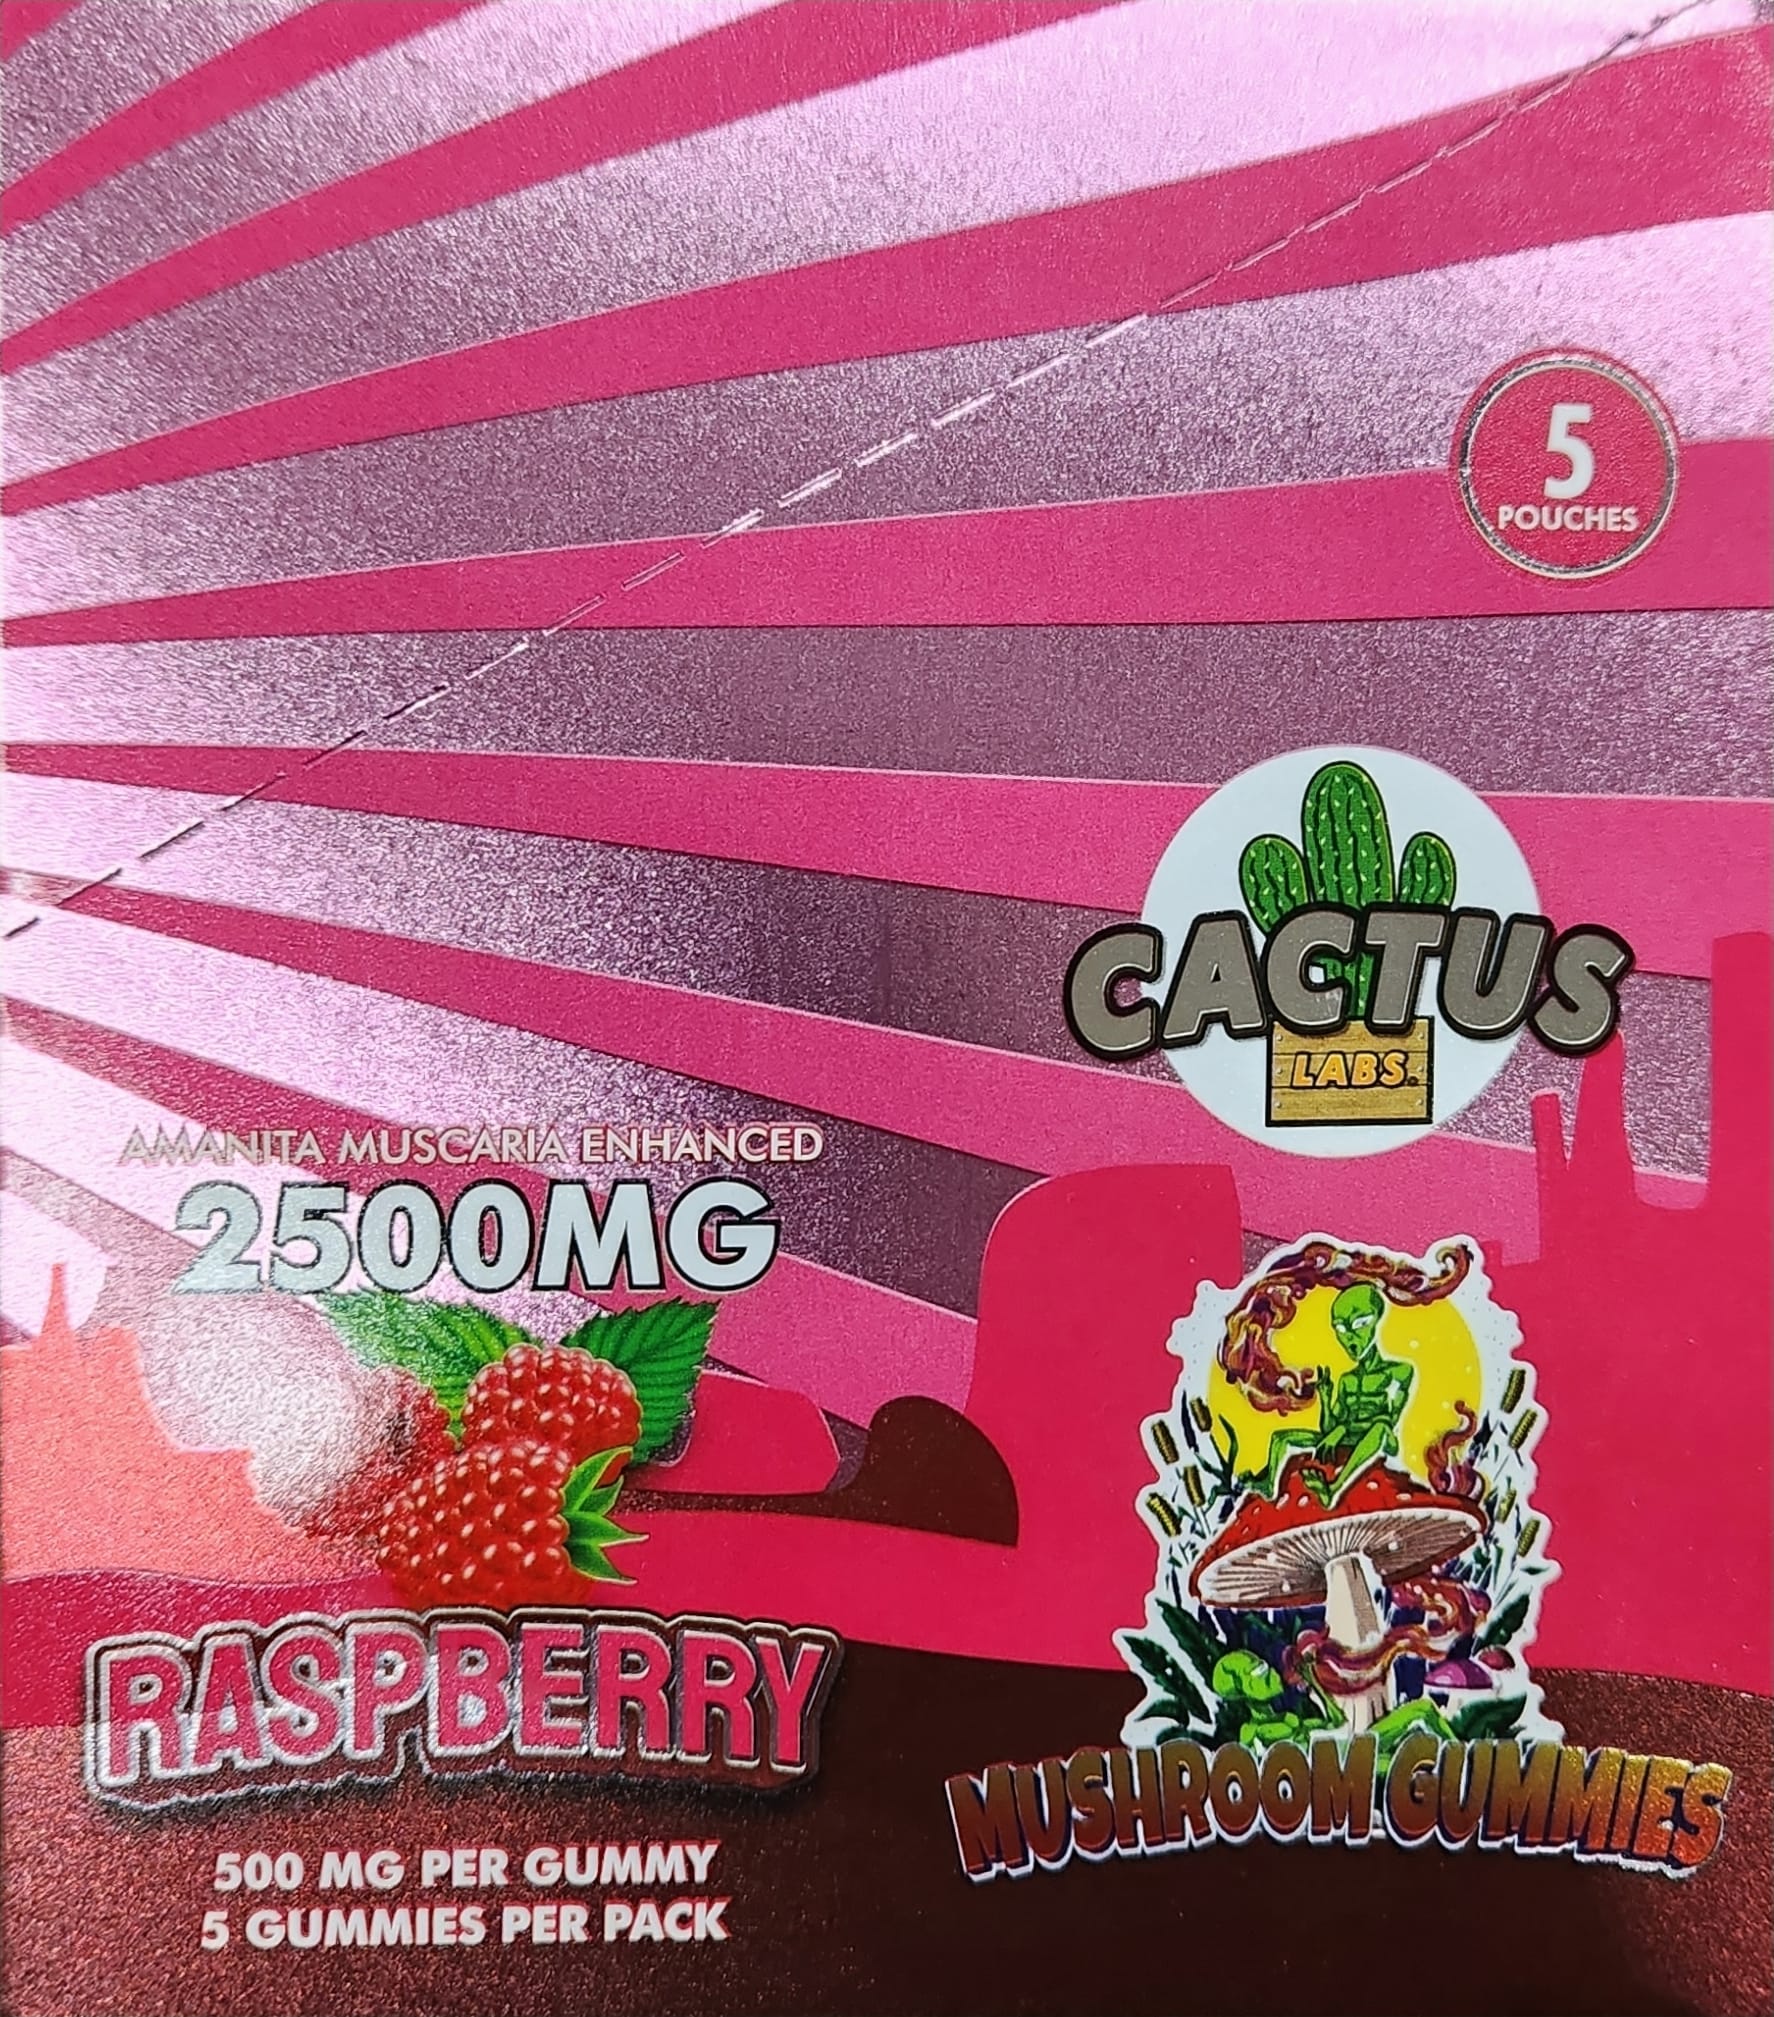 5
POUCHES
CACTUS
LABS®
AMANITA MUSCARIA ENHANCED
2500MG
RASPBERRY
500 MG PER GUMMY
5 GUMMIES PER PACK
MUSHROOM GUMMIES